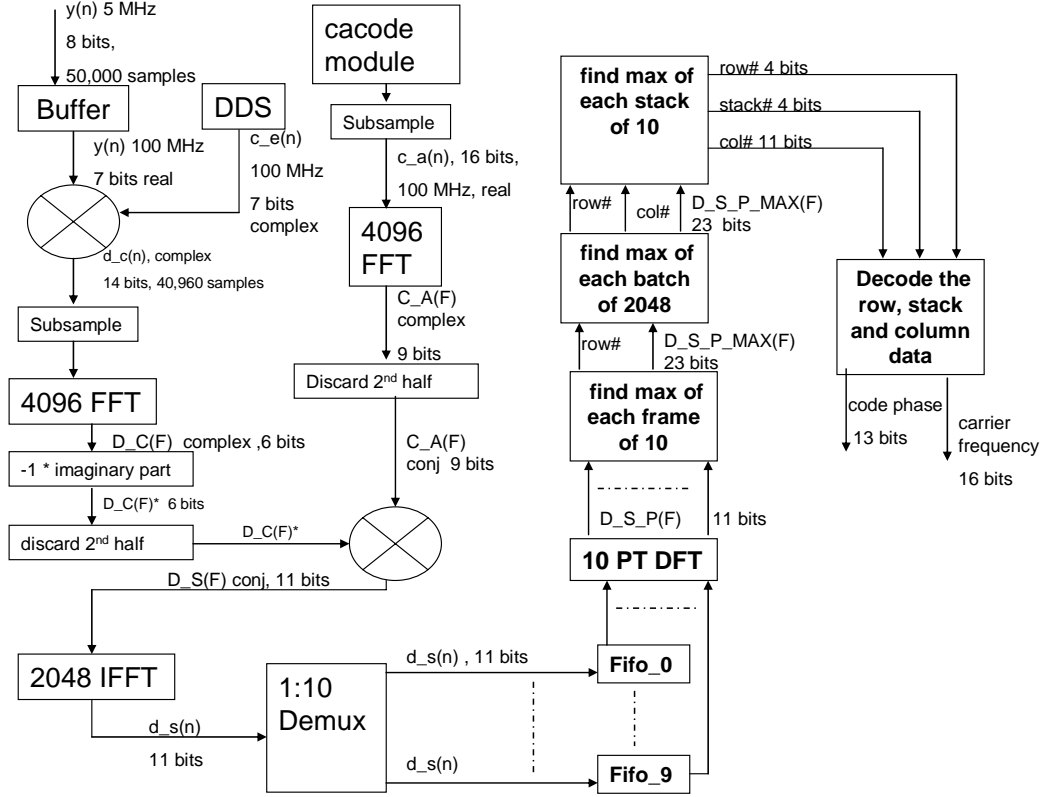 y(n) 5 MHz
8 bits,
50,000 samples
Buffer
DDS
y(n) 100 MHz
7 bits real
c_e(n)
100 MHz
7 bits
complex
d_c(n), complex
14 bits, 40,960 samples
Subsample
4096 FFT
D_C(F) complex ,6 bits
-1 * imaginary part
D_C(F)* 6 bits
discard 2nd half
D_C(F)*
cacode
module
Subsample
c_a(n), 16 bits,
100 MHz, real
4096
FFT
C_A(F)
complex
9 bits
Discard 2nd half
C_A(F)
conj 9 bits
D_S(F) conj, 11 bits
2048 IFFT
d_s(n)
11 bits
1:10
Demux
d_s(n) , 11 bits
d_s(n)
Fifo_0
Fifo_9
10 PT DFT
D_S_P(F)
11 bits
find max of
each frame
of 10
row#
D_S_P_MAX(F)
23 bits
find max of
each batch
of 2048
row#
col#
D_S_P_MAX(F)
23 bits
find max of
each stack
of 10
row# 4 bits
stack# 4 bits
col# 11 bits
Decode the
row, stack
and column
data
code phase
13 bits
carrier
frequency
16 bits